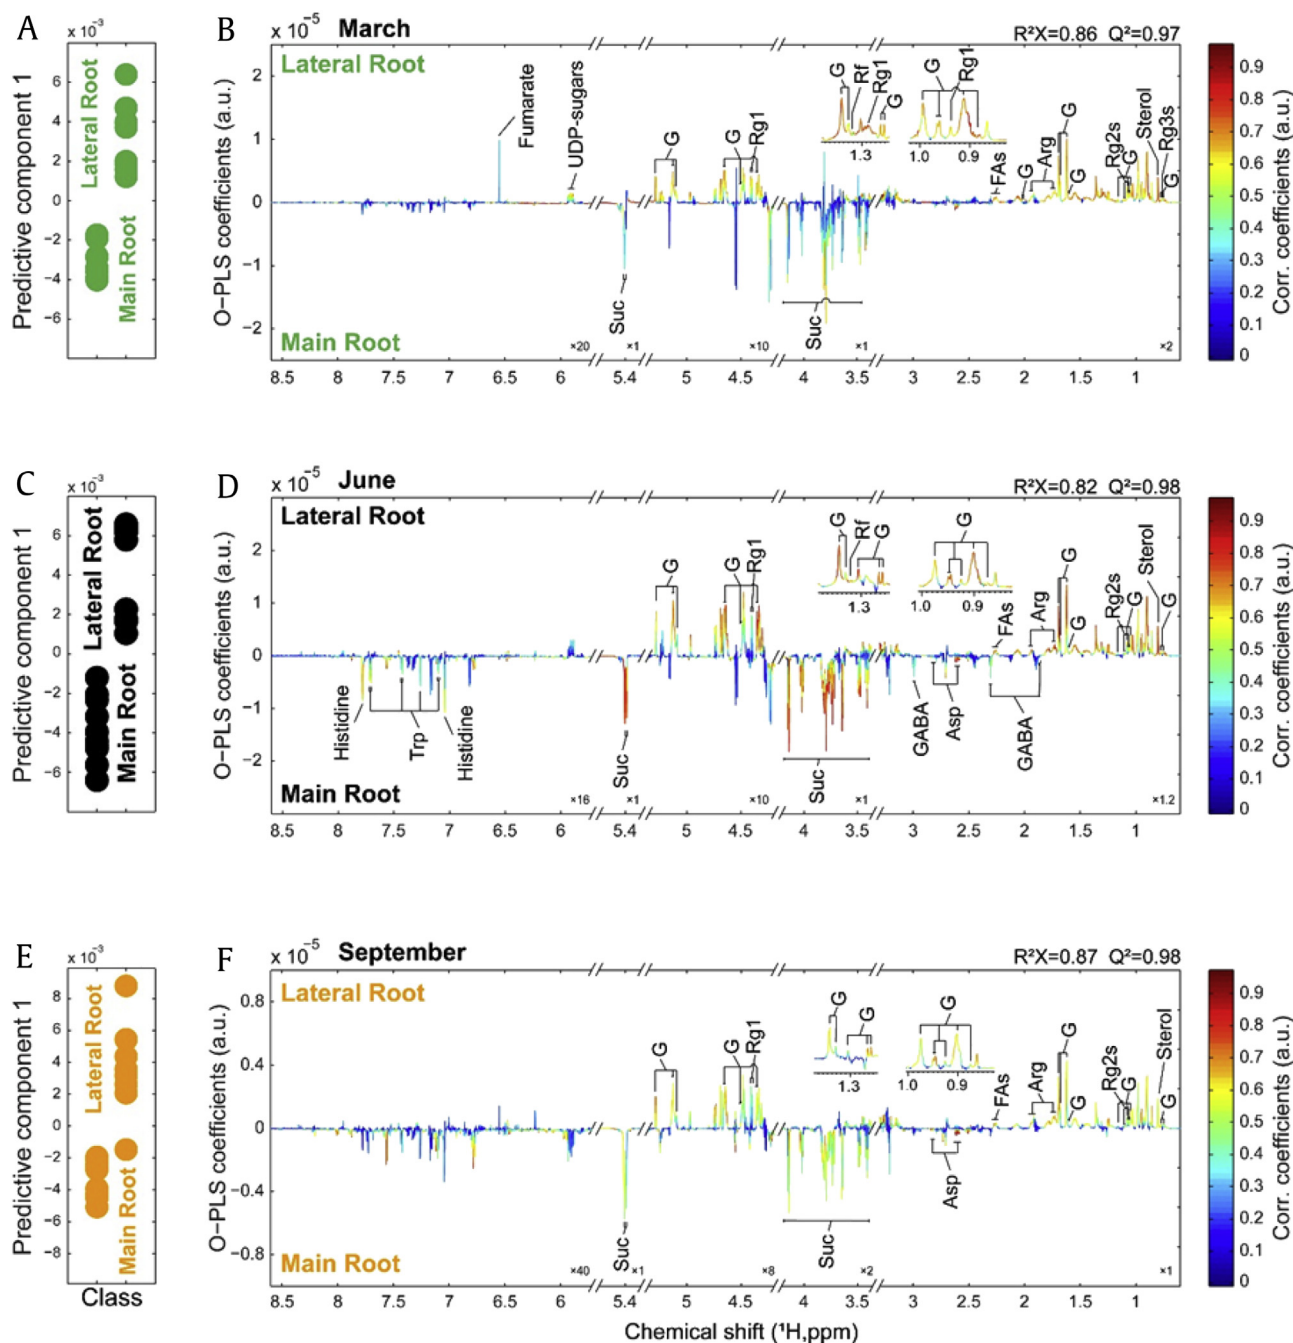 A
x 10⁻³
Predictive component 1
6
4
2
0
−2
−4
−6
Lateral Root
Main Root
B
x 10⁻⁵
March
R²X=0.86 Q²=0.97
Lateral Root
Main Root
O−PLS coefficients (a.u.)
2
1
0
−1
−2
Fumarate
UDP-sugars
Suc
G
G
Rg1
Suc
G
Rf
Rg1
G
1.3
G
Rg1
1.0
0.9
FAs
G
Arg
G
G
Rg2s
G
Sterol
Rg3s
G
×20
×1
×10
×1
×2
8.5
8
7.5
7
6.5
6
5.4
5
4.5
4
3.5
3
2.5
2
1.5
1
0.9
0.8
0.7
0.6
0.5
0.4
0.3
0.2
0.1
0
Corr. coefficients (a.u.)
C
x 10⁻³
Predictive component 1
6
4
2
0
−2
−4
−6
Lateral Root
Main Root
D
x 10⁻⁵
June
R²X=0.82 Q²=0.98
Lateral Root
Main Root
O−PLS coefficients (a.u.)
2
1
0
−1
−2
Histidine
Trp
Histidine
Suc
G
G
Rg1
Suc
G
Rf
G
1.3
G
1.0
0.9
GABA
Asp
GABA
FAs
Arg
G
G
Rg2s
G
Sterol
G
×16
×1
×10
×1
×1.2
8.5
8
7.5
7
6.5
6
5.4
5
4.5
4
3.5
3
2.5
2
1.5
1
0.9
0.8
0.7
0.6
0.5
0.4
0.3
0.2
0.1
0
Corr. coefficients (a.u.)
E
x 10⁻³
Predictive component 1
8
6
4
2
0
−2
−4
−6
−8
Lateral Root
Main Root
Class
F
x 10⁻⁵
September
R²X=0.87 Q²=0.98
Lateral Root
Main Root
O−PLS coefficients (a.u.)
0.8
0.4
0
−0.4
−0.8
Suc
G
G
Rg1
Suc
G
G
1.3
G
1.0
0.9
Asp
FAs
Arg
G
G
Rg2s
G
Sterol
G
×40
×1
×8
×2
×1
8.5
8
7.5
7
6.5
6
5.4
5
4.5
4
3.5
3
2.5
2
1.5
1
Chemical shift (¹H,ppm)
0.9
0.8
0.7
0.6
0.5
0.4
0.3
0.2
0.1
0
Corr. coefficients (a.u.)